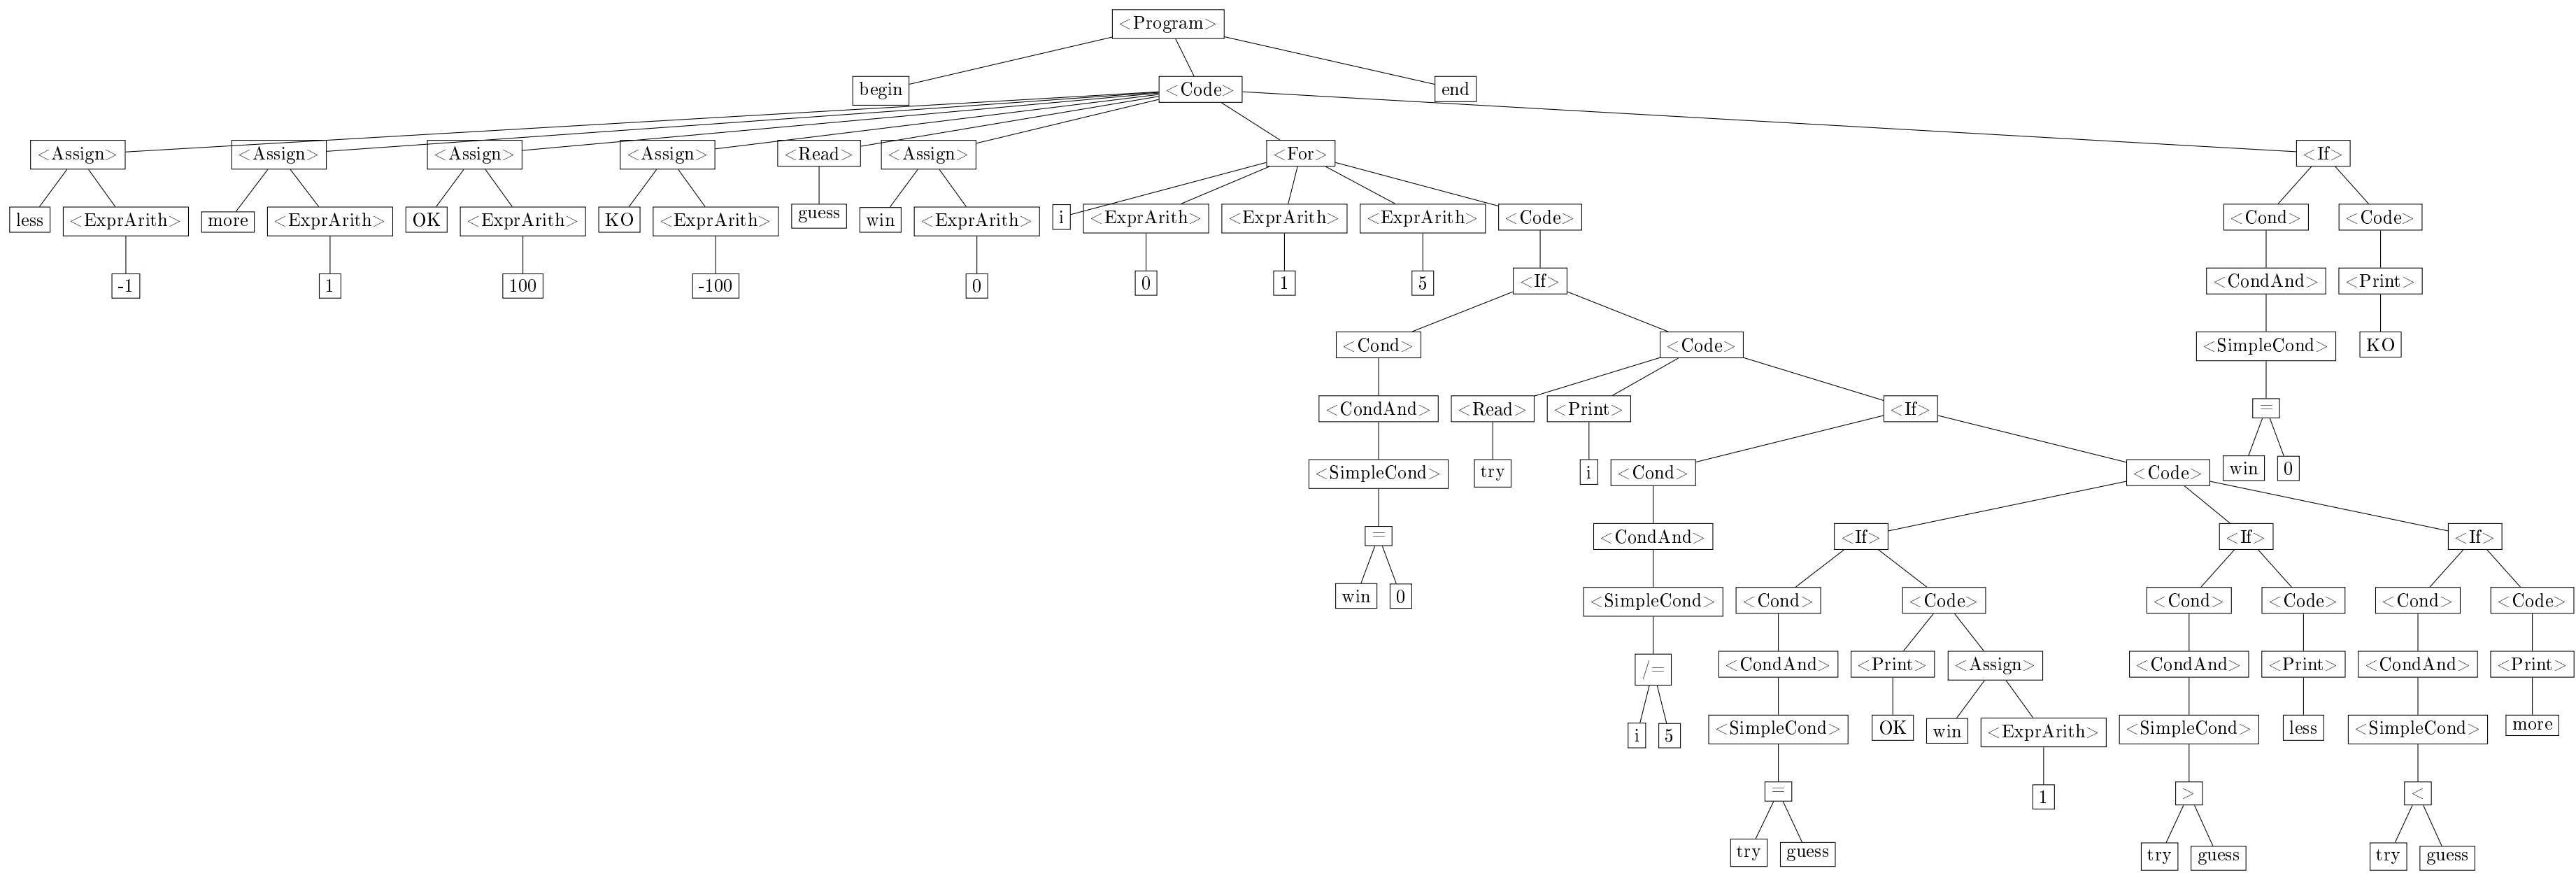 <Program>
begin <Code> end
<Assign> <Assign> <Assign> <Assign> <Read> <Assign> <For> <If>
less <ExprArith> more <ExprArith> OK <ExprArith> KO <ExprArith> guess win <ExprArith> i <ExprArith> <ExprArith> <ExprArith> <Code> <Cond> <Code>
-1 1 100 -100 0 0 1 5 <If> <CondAnd> <Print>
<Cond> <Code> <SimpleCond> KO
<CondAnd> <Read> <Print> <If> =
<SimpleCond> try i <Cond> <Code> win 0
= <CondAnd> <If> <If> <If>
win 0 <SimpleCond> <Cond> <Code> <Cond> <Code> <Cond> <Code>
/= <CondAnd> <Print> <Assign> <CondAnd> <Print> <CondAnd> <Print>
i 5 <SimpleCond> OK win <ExprArith> <SimpleCond> less <SimpleCond> more
= 1 > <
try guess try guess try guess